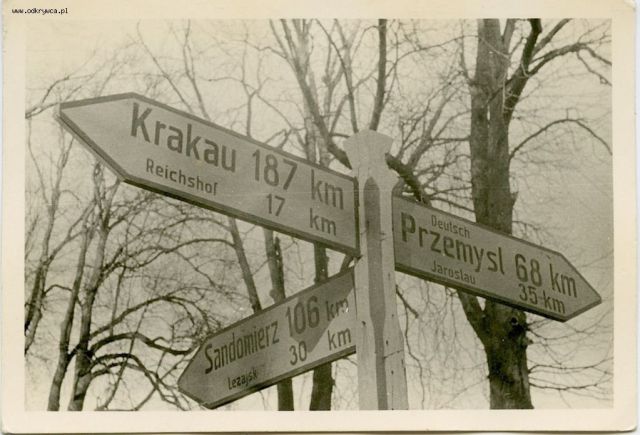 www.odkrywca.pl
Krakau 187 km
Reichshof 17 km
Deutsch
Przemysl 68 km
Jaroslau 35 km
Sandomierz 106 km
Lezajsk 30 km